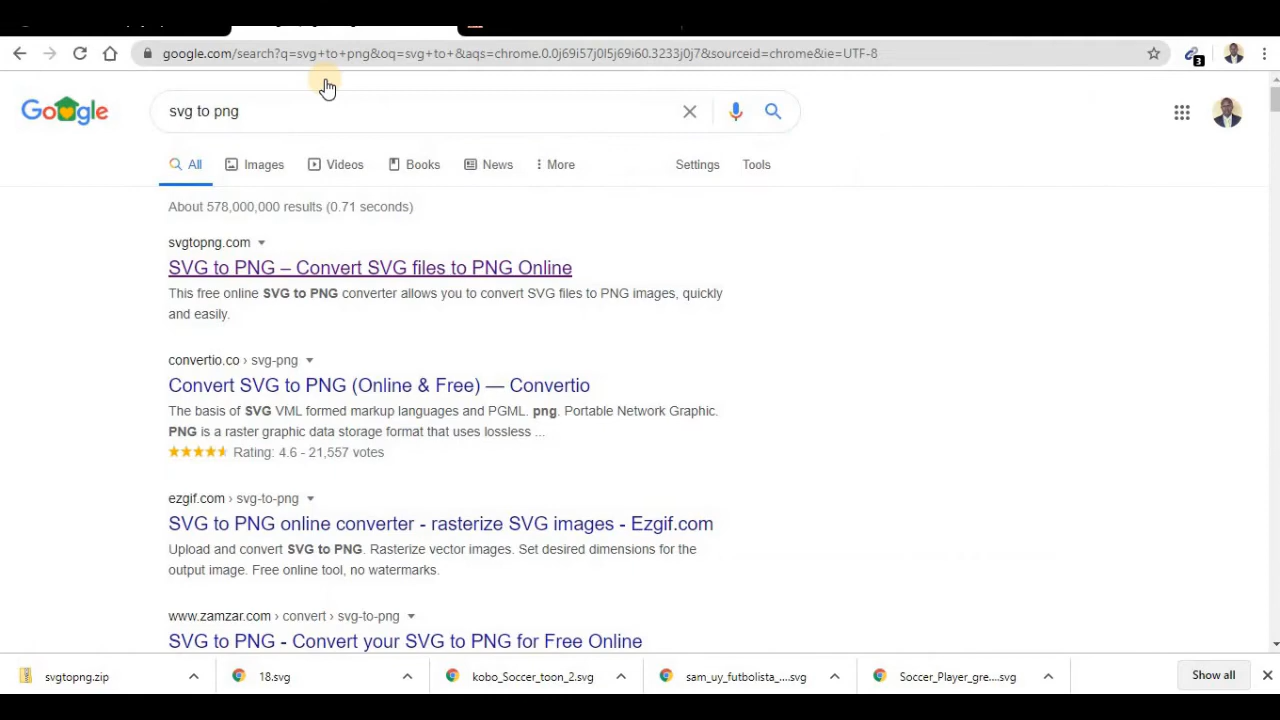 google.com/search?q=svg+to+png&oq=svg+to+&aqs=chrome.0.0j69i57j0l5j69i60.3233j0j7&sourceid=chrome&ie=UTF-8
3
Google
svg to png
All Images Videos Books News More Settings Tools
About 578,000,000 results (0.71 seconds)
svgtopng.com
SVG to PNG – Convert SVG files to PNG Online
This free online SVG to PNG converter allows you to convert SVG files to PNG images, quickly
and easily.
convertio.co › svg-png
Convert SVG to PNG (Online & Free) — Convertio
The basis of SVG VML formed markup languages and PGML. png. Portable Network Graphic.
PNG is a raster graphic data storage format that uses lossless ...
Rating: 4.6 - 21,557 votes
ezgif.com › svg-to-png
SVG to PNG online converter - rasterize SVG images - Ezgif.com
Upload and convert SVG to PNG. Rasterize vector images. Set desired dimensions for the
output image. Free online tool, no watermarks.
www.zamzar.com › convert › svg-to-png
SVG to PNG - Convert your SVG to PNG for Free Online
svgtopng.zip 18.svg kobo_Soccer_toon_2.svg sam_uy_futbolista_....svg Soccer_Player_gre....svg Show all